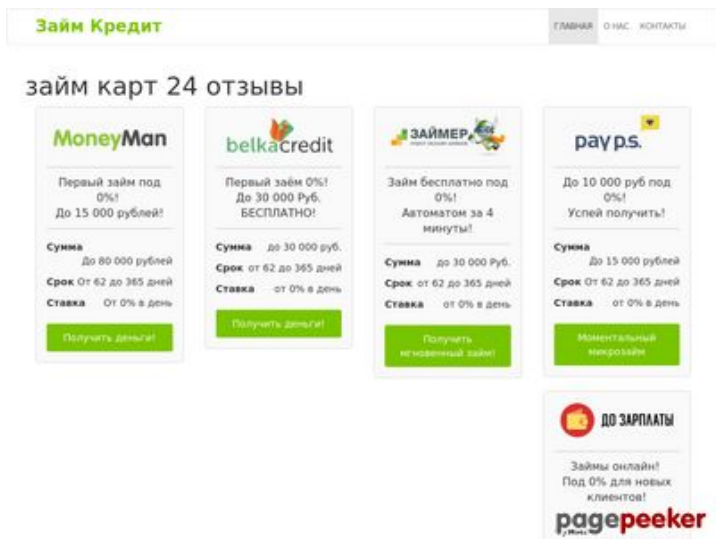 Займ Кредит
ГЛАВНАЯ О НАС. КОНТАКТЫ
займ карт 24 отзывы
MoneyMan
Первый займ под
0%!
До 15 000 рублей!
Сумма
До 80 000 рублей
Срок От 62 до 365 дней
Ставка От 0% в день
Получить деньги!
belkacredit
Первый заём 0%!
До 30 000 Руб.
БЕСПЛАТНО!
Сумма до 30 000 руб.
Срок от 62 до 365 дней
Ставка от 0% в день
Получить деньги!
ЗАЙМЕР
Займ бесплатно под
0%!
Автоматом за 4
минуты!
Сумма до 30 000 Руб.
Срок от 62 до 365 дней
Ставка от 0% в день
Получить
мгновенный займ!
pay p.s.
До 10 000 руб под
0%!
Успей получить!
Сумма
До 15 000 рублей
Срок От 62 до 365 дней
Ставка от 0% в день
Моментальный
микрозайм
ДО ЗАРПЛАТЫ
Займы онлайн!
Под 0% для новых
клиентов!
pagepeeker